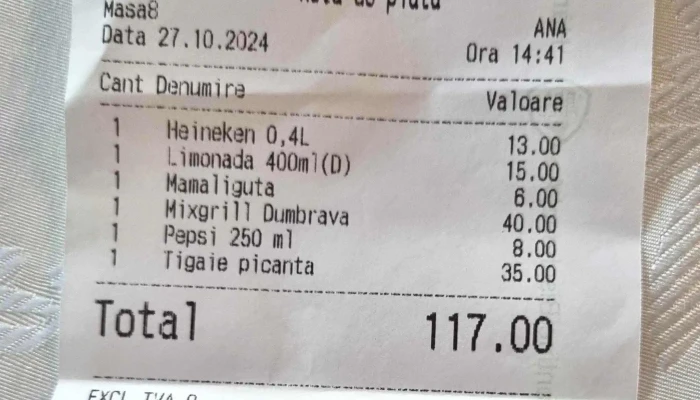 Masa8
ANA
Data 27.10.2024
Ora 14:41
Cant Denumire Valoare
1 Heineken 0,4L 13.00
1 Limonada 400ml(D) 15.00
1 Mamaliguta 6.00
1 Mixgrill Dumbrava 40.00
1 Pepsi 250 ml 8.00
1 Tigaie picanta 35.00
Total 117.00